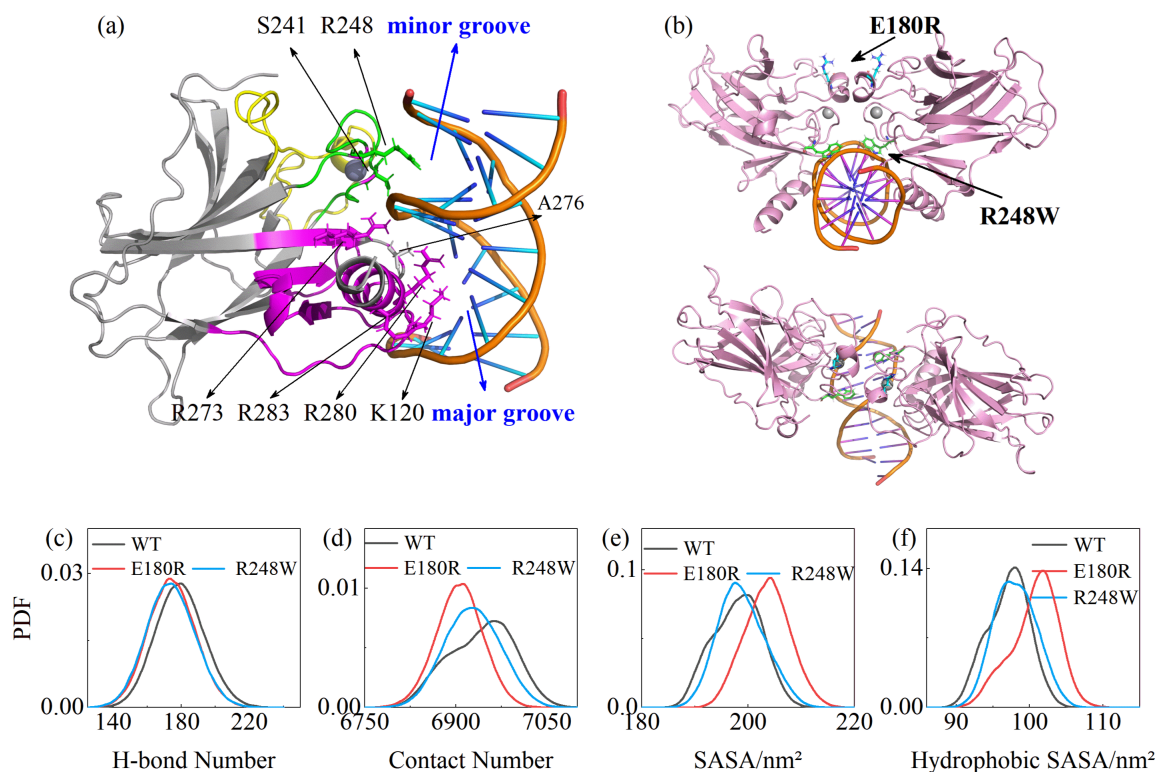 (a)
S241 R248 minor groove
A276
R273 R283 R280 K120 major groove
(b)
E180R
R248W
(c)
WT
E180R R248W
0.03
0.00
PDF
140 180 220
H-bond Number
(d)
WT
E180R R248W
0.01
0.00
6750 6900 7050
Contact Number
(e)
WT
E180R R248W
0.1
0
180 200 220
SASA/nm²
(f)
WT
E180R
R248W
0.14
0.00
90 100 110
Hydrophobic SASA/nm²